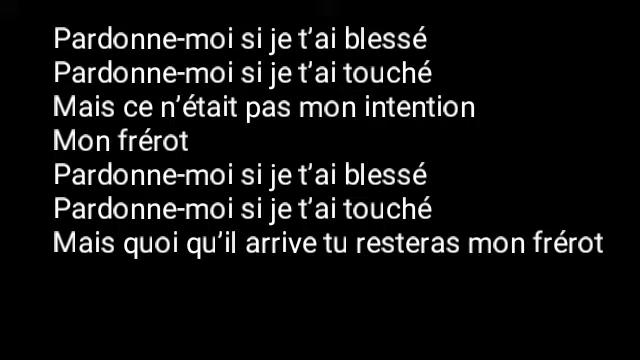 Pardonne-moi si je t’ai blessé
Pardonne-moi si je t’ai touché
Mais ce n’était pas mon intention
Mon frérot
Pardonne-moi si je t’ai blessé
Pardonne-moi si je t’ai touché
Mais quoi qu’il arrive tu resteras mon frérot